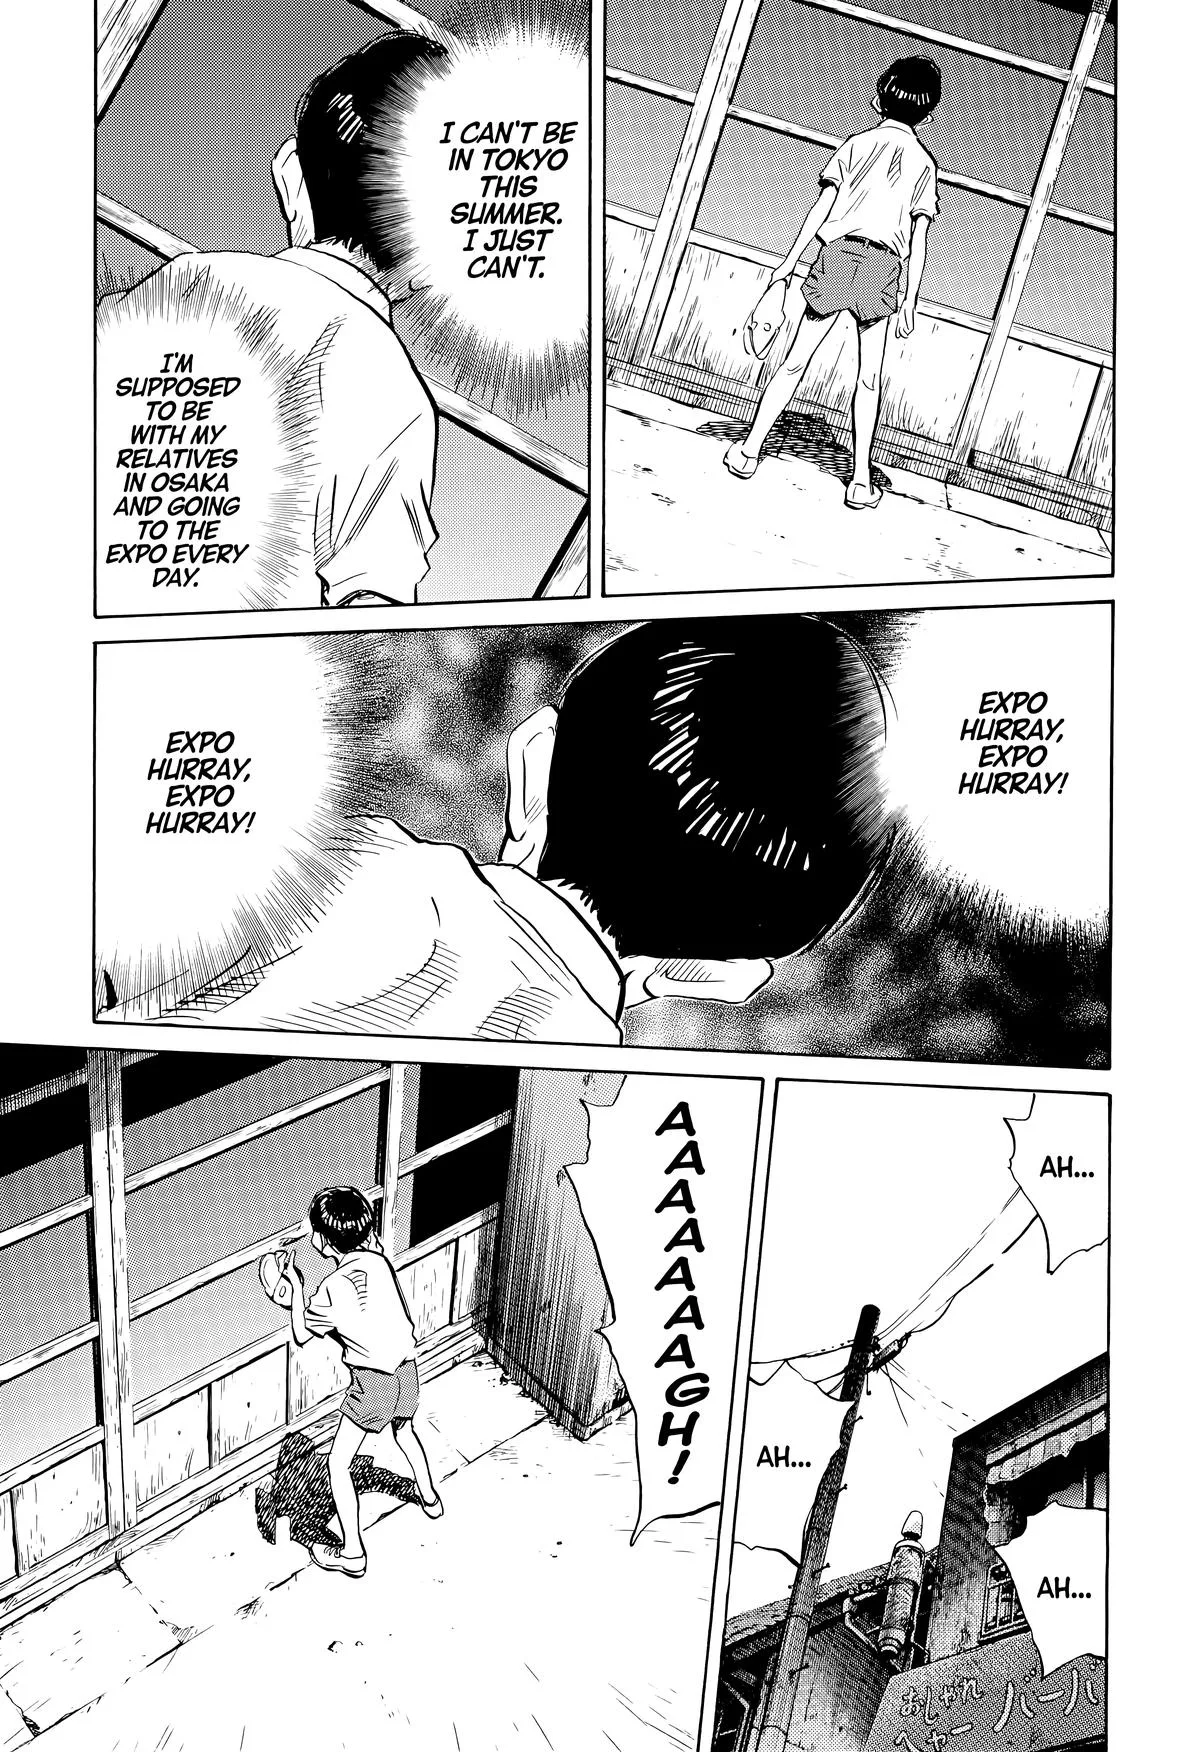 I CAN'T BE
IN TOKYO
THIS
SUMMER.
I JUST
CAN'T.
I'M
SUPPOSED
TO BE
WITH MY
RELATIVES
IN OSAKA
AND GOING
TO THE
EXPO EVERY
DAY.
EXPO
HURRAY,
EXPO
HURRAY!
EXPO
HURRAY,
EXPO
HURRAY!
AH...
AH...
AH...
おしゃれ
ヘヤー
バーバ
AAAAAAAGH!